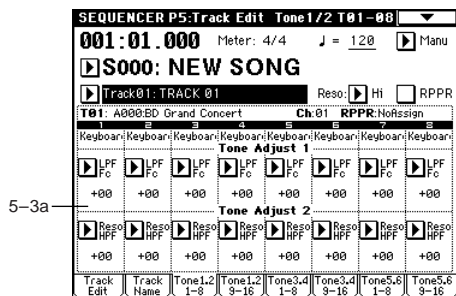 SEQUENCER P5:Track Edit Tone1/2 T01-08
001:01.000 Meter: 4/4 ♩ = 120 Manu
S000: NEW SONG
Track01: TRACK 01 Reso: Hi RPPR
T01: A000:BD Grand Concert Ch:01 RPPR:NoAssign
1 2 3 4 5 6 7 8
Keyboar Keyboar Keyboar Keyboar Keyboar Keyboar Keyboar Keyboar
Tone Adjust 1
LPF LPF LPF LPF LPF LPF LPF LPF
Fc Fc Fc Fc Fc Fc Fc Fc
+00 +00 +00 +00 +00 +00 +00 +00
5–3a
Tone Adjust 2
Reso Reso Reso Reso Reso Reso Reso Reso
HPF HPF HPF HPF HPF HPF HPF HPF
+00 +00 +00 +00 +00 +00 +00 +00
Track Track Tone1.2 Tone1.2 Tone3.4 Tone3.4 Tone5.6 Tone5.6
Edit Name 1-8 9-16 1-8 9-16 1-8 9-16